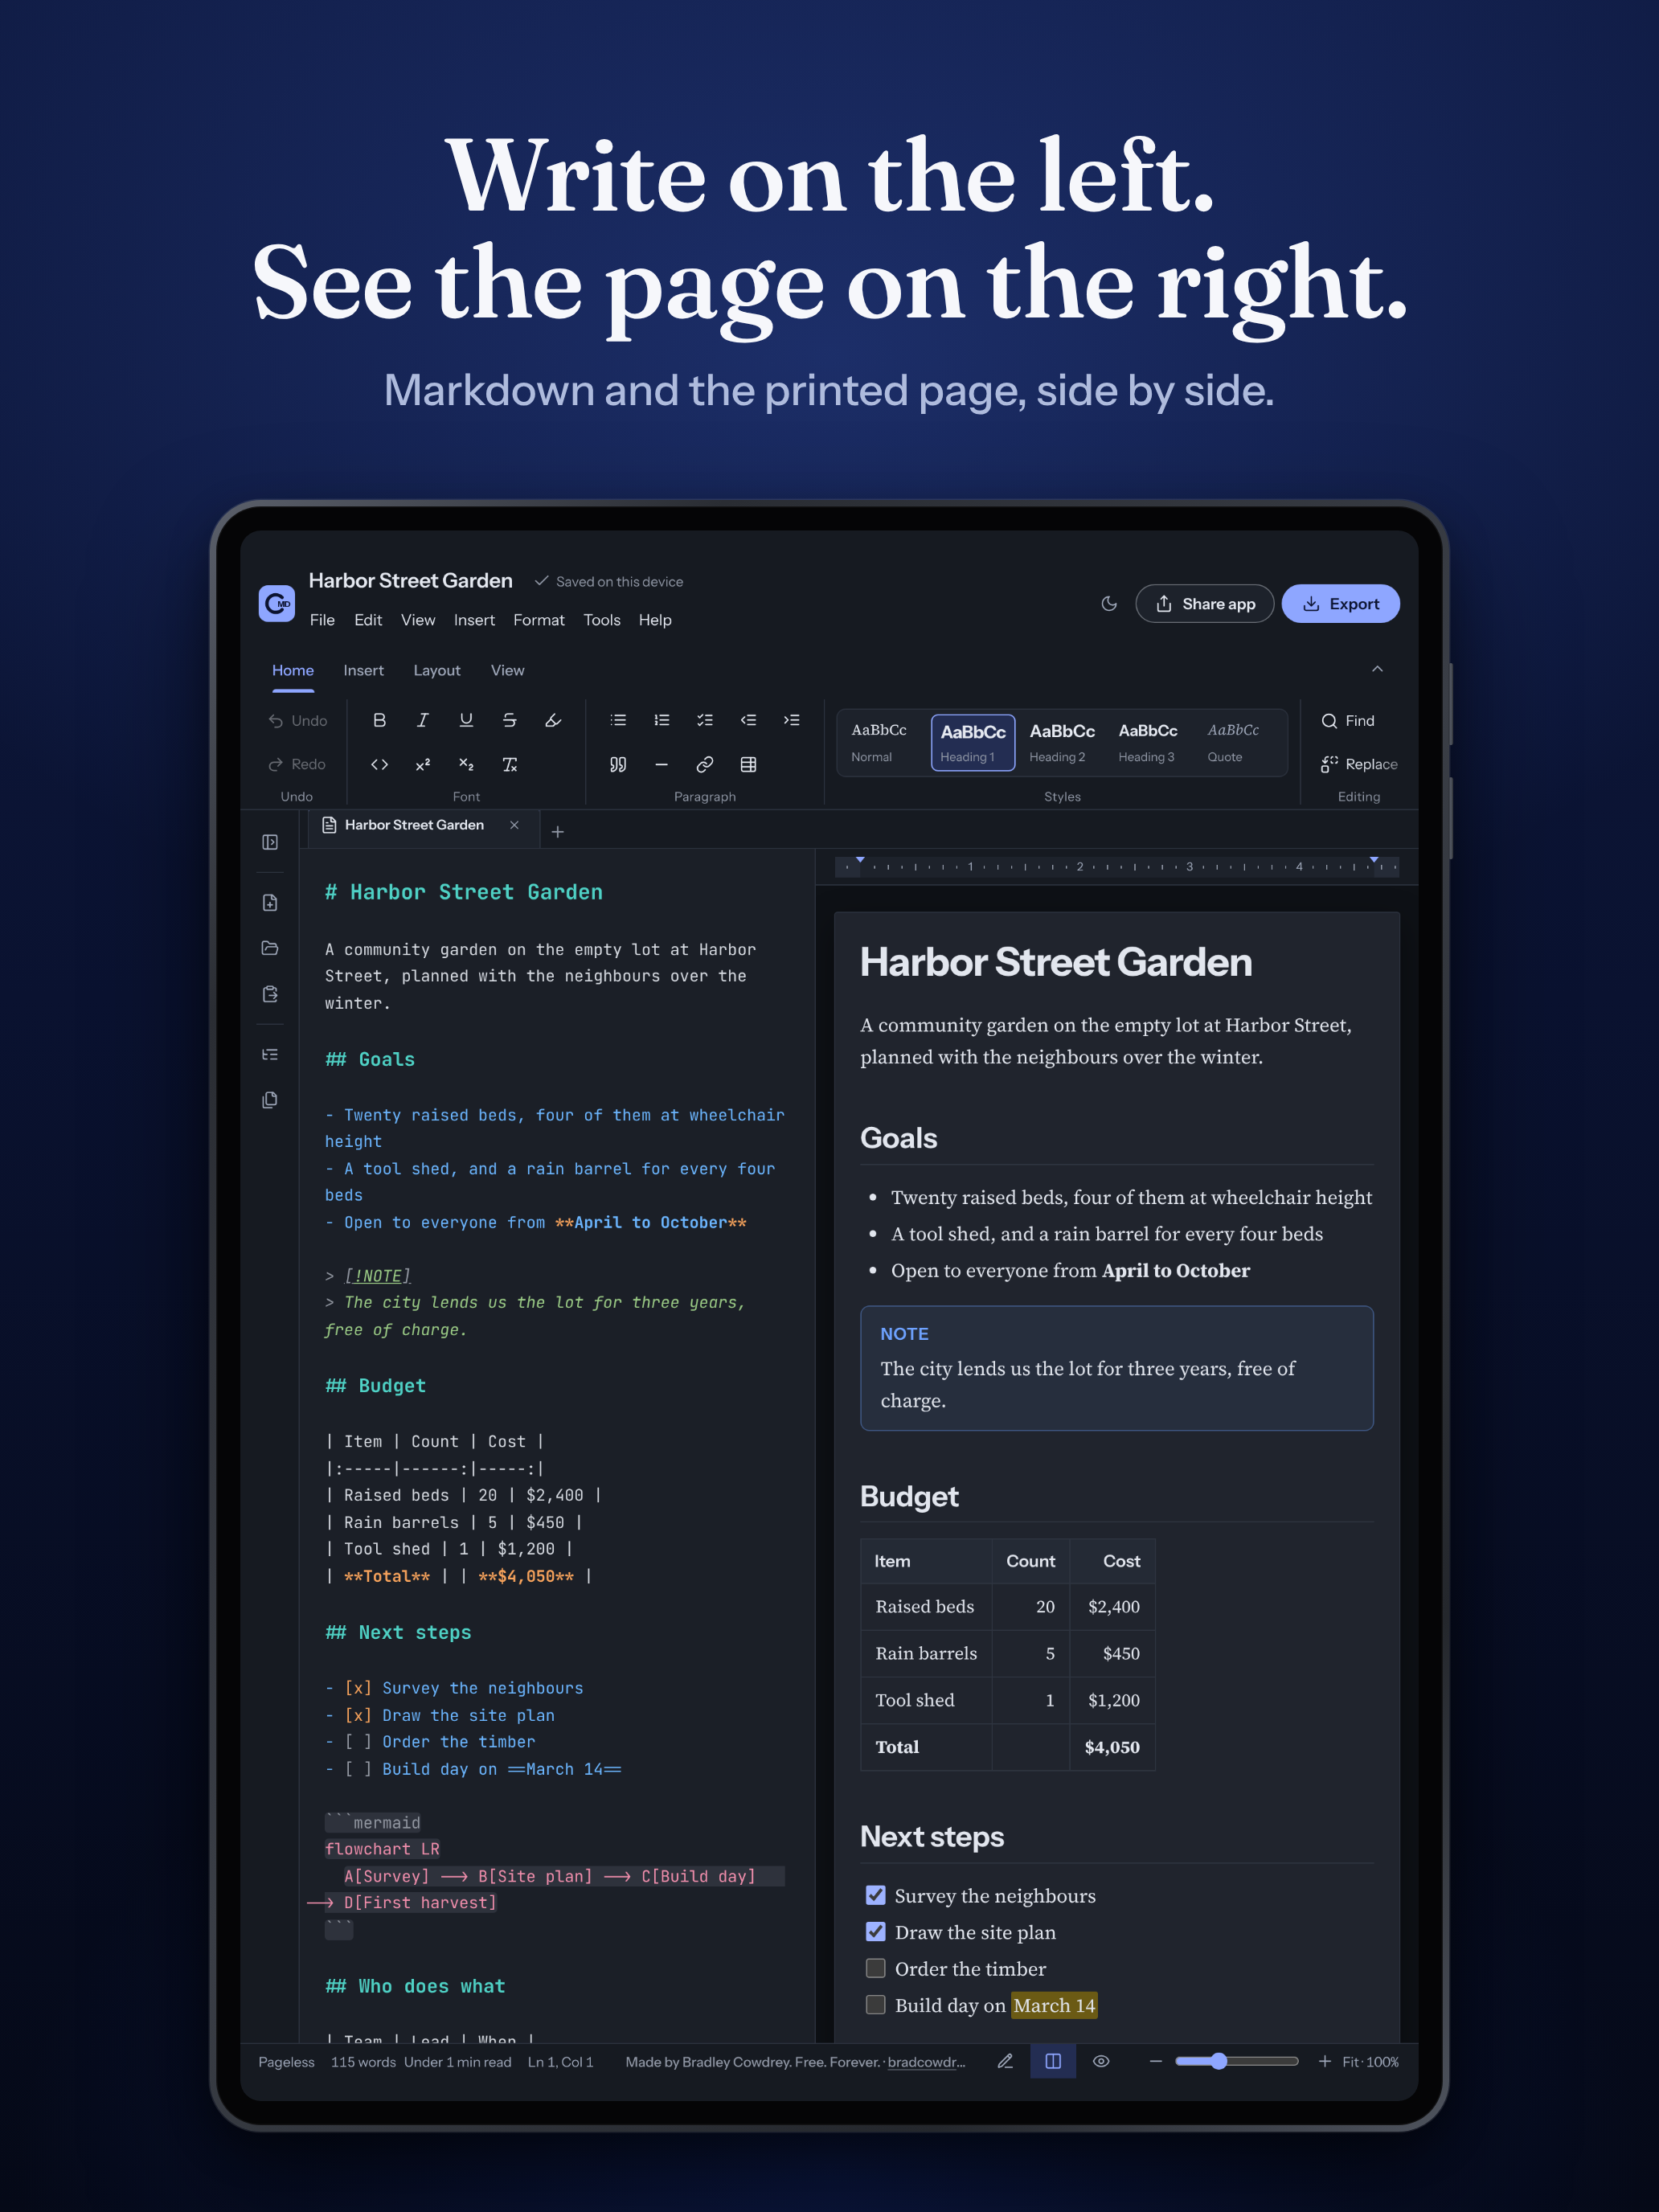 Write on the left.
See the page on the right.
Markdown and the printed page, side by side.
CMD
Harbor Street Garden
Saved on this device
File Edit View Insert Format Tools Help
Share app
Export
Home Insert Layout View
Undo
Redo
Undo
Font
Paragraph
AaBbCc
Normal
AaBbCc
Heading 1
AaBbCc
Heading 2
AaBbCc
Heading 3
AaBbCc
Quote
Styles
Find
Replace
Editing
Harbor Street Garden
# Harbor Street Garden
A community garden on the empty lot at Harbor
Street, planned with the neighbours over the
winter.
## Goals
- Twenty raised beds, four of them at wheelchair
height
- A tool shed, and a rain barrel for every four
beds
- Open to everyone from **April to October**
> [!NOTE]
> The city lends us the lot for three years,
free of charge.
## Budget
| Item | Count | Cost |
|:-----|------:|-----:|
| Raised beds | 20 | $2,400 |
| Rain barrels | 5 | $450 |
| Tool shed | 1 | $1,200 |
| **Total** | | **$4,050** |
## Next steps
- [x] Survey the neighbours
- [x] Draw the site plan
- [ ] Order the timber
- [ ] Build day on ==March 14==
```mermaid
flowchart LR
A[Survey] --> B[Site plan] --> C[Build day]
--> D[First harvest]
```
## Who does what
| Team | Lead | When |
1 2 3 4
Harbor Street Garden
A community garden on the empty lot at Harbor Street,
planned with the neighbours over the winter.
Goals
• Twenty raised beds, four of them at wheelchair height
• A tool shed, and a rain barrel for every four beds
• Open to everyone from April to October
NOTE
The city lends us the lot for three years, free of
charge.
Budget
Item Count Cost
Raised beds 20 $2,400
Rain barrels 5 $450
Tool shed 1 $1,200
Total $4,050
Next steps
Survey the neighbours
Draw the site plan
Order the timber
Build day on March 14
Pageless 115 words Under 1 min read Ln 1, Col 1 Made by Bradley Cowdrey. Free. Forever. · bradcowdr... Fit · 100%